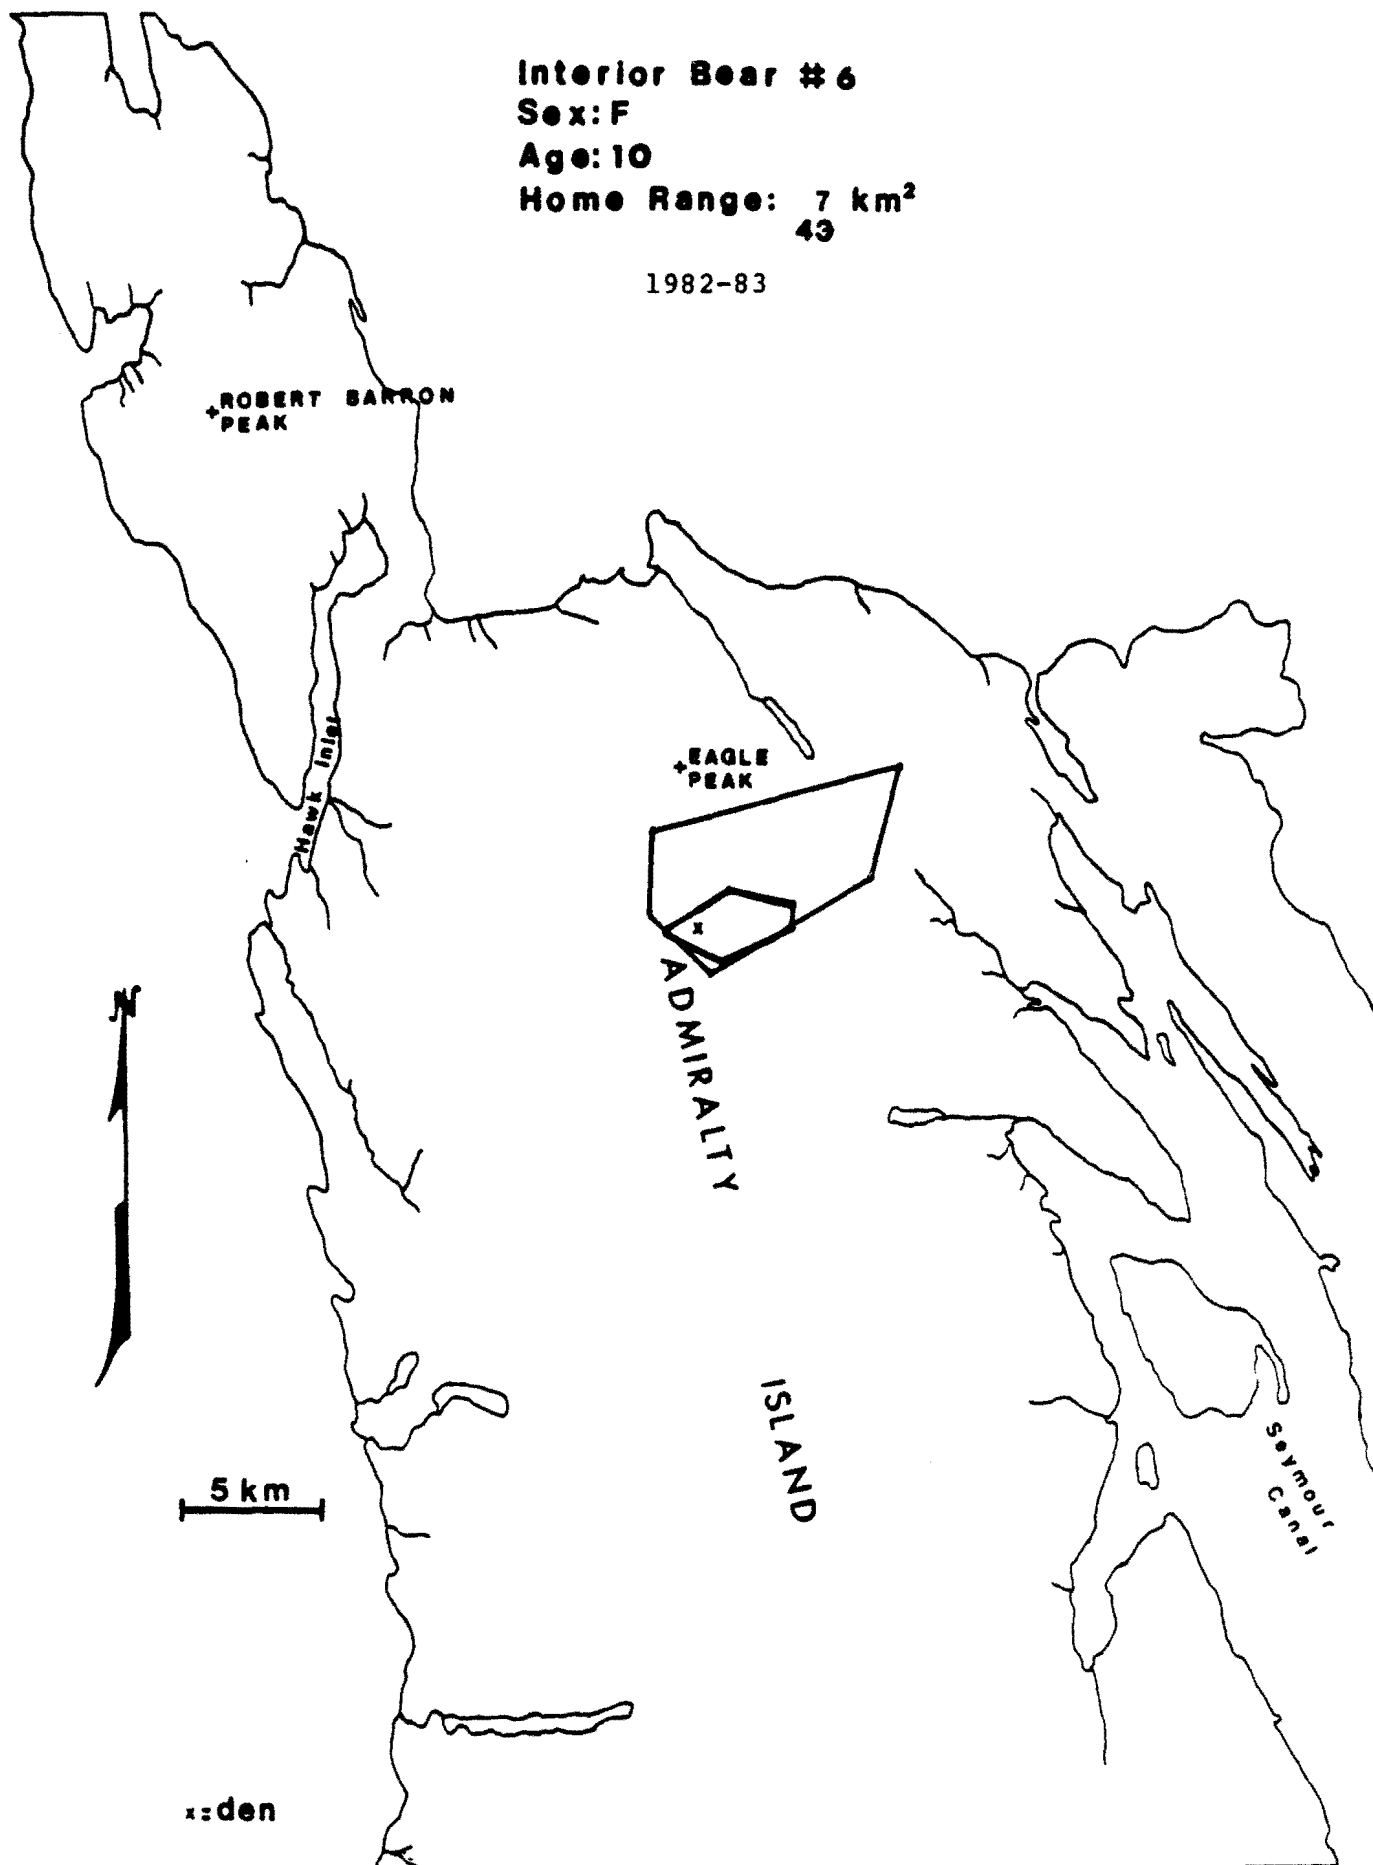 Interior Bear #6
Sex: F
Age: 10
Home Range: 7 km²
43
1982-83
+ROBERT BARRON
PEAK
Hawk Inlet
+EAGLE
PEAK
x
ADMIRALTY
N
ISLAND
Seymour
Canal
5 km
x=den